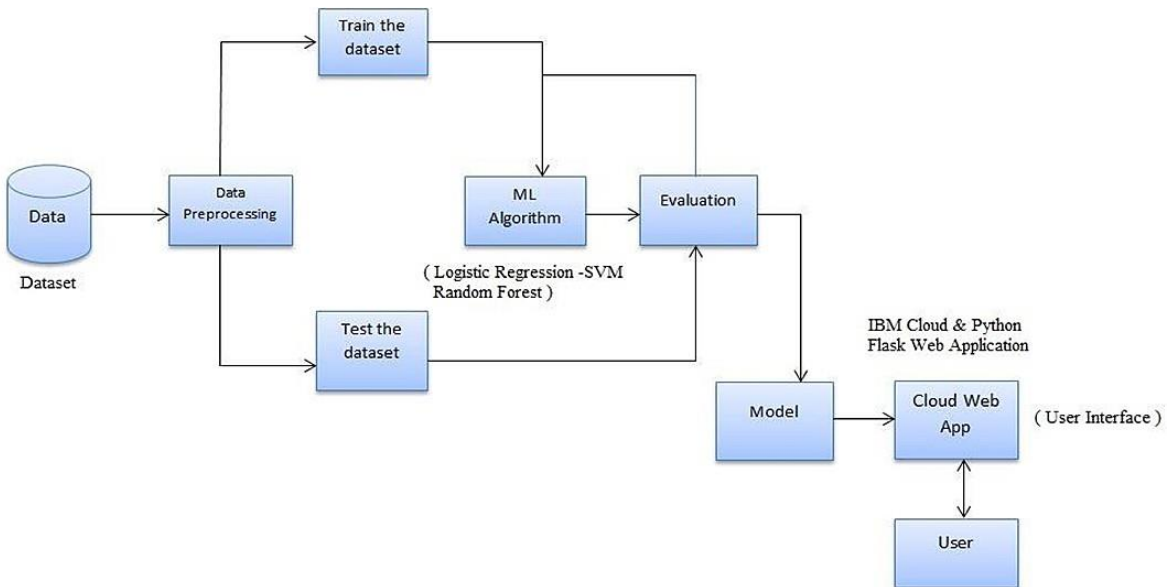 Train the
dataset
Data
Dataset
Data
Preprocessing
ML
Algorithm
( Logistic Regression -SVM
Random Forest )
Evaluation
Test the
dataset
IBM Cloud & Python
Flask Web Application
Model
Cloud Web
App
( User Interface )
User